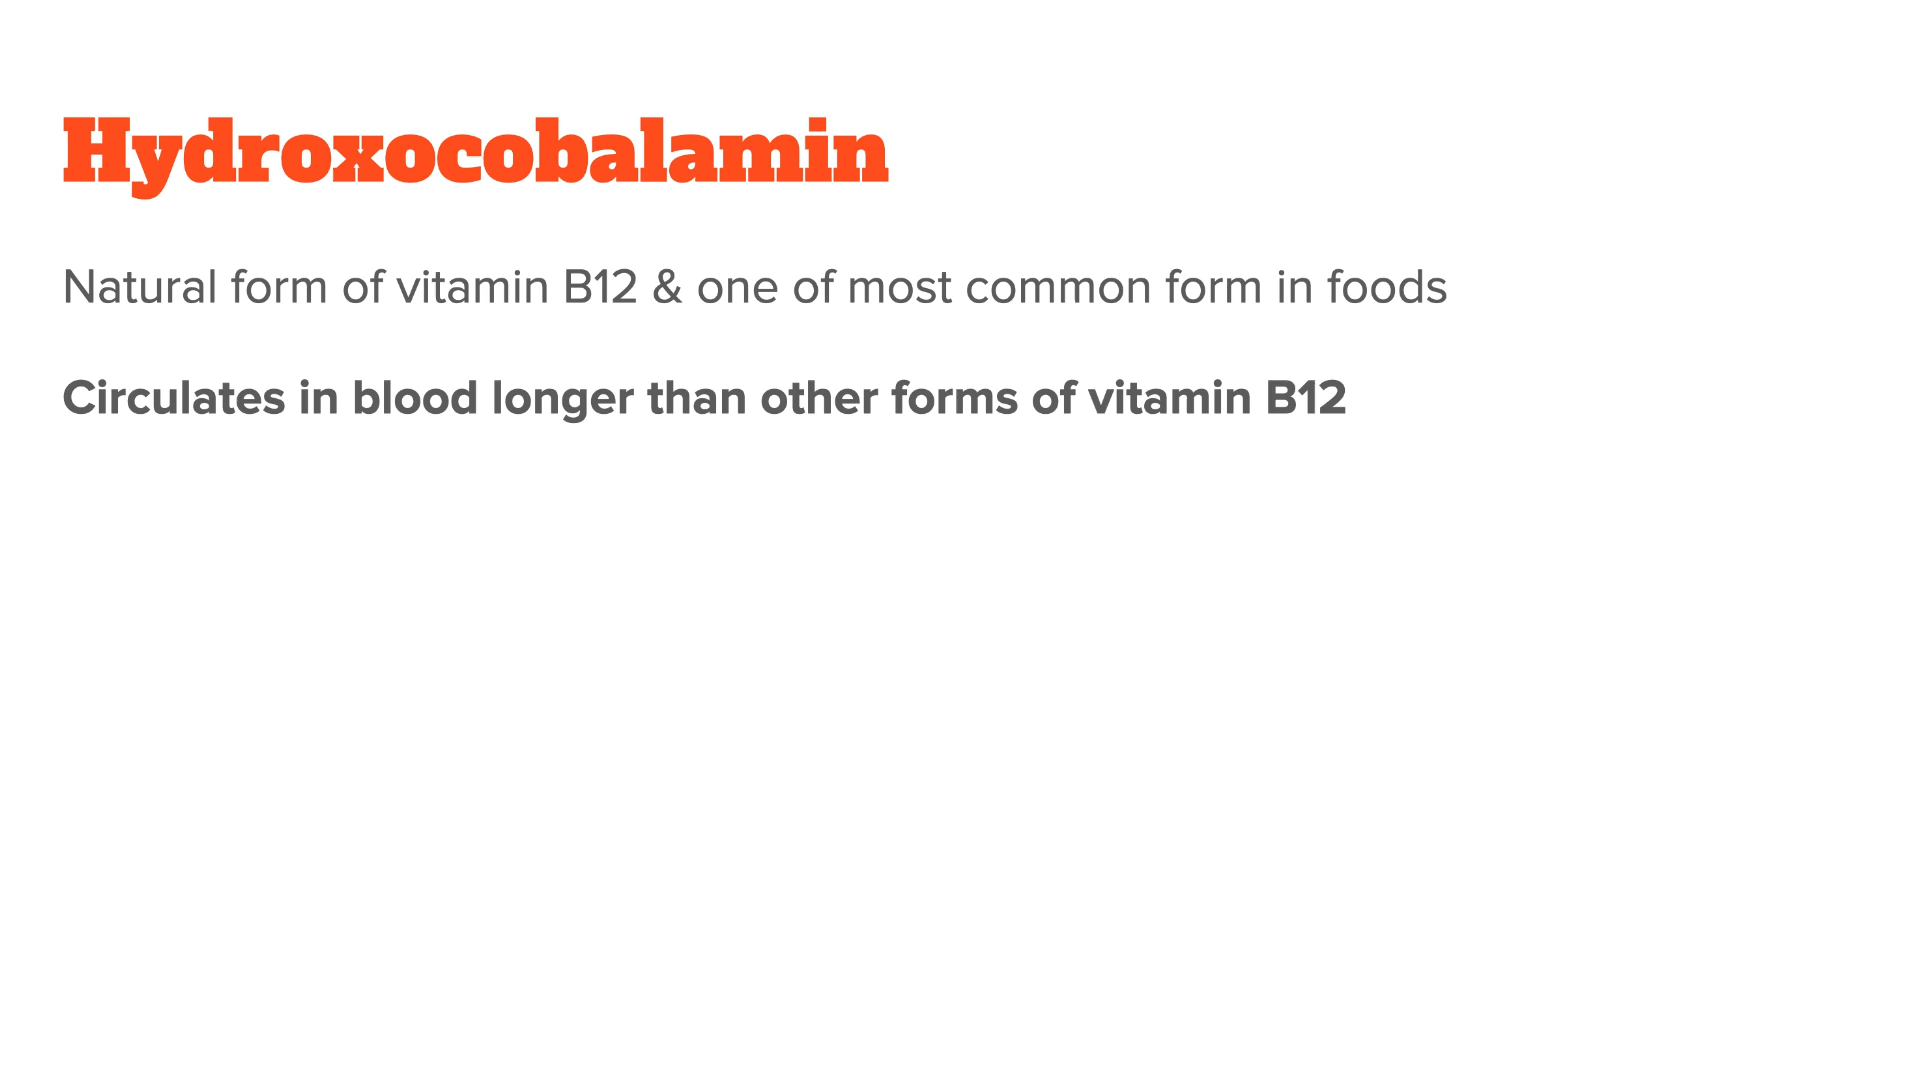 Hydroxocobalamin
Natural form of vitamin B12 & one of most common form in foods
Circulates in blood longer than other forms of vitamin B12